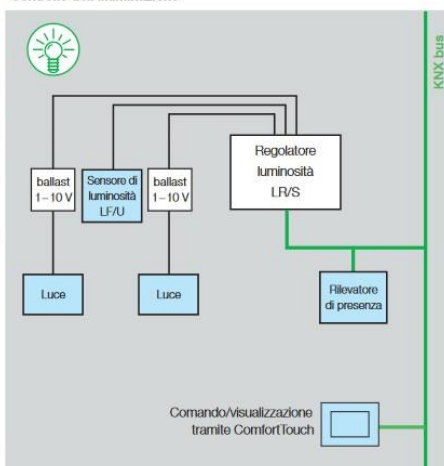 KNX bus
Regolatore
luminosità
LR/S
ballast
1–10 V
Sensore di
luminosità
LF/U
ballast
1–10 V
Luce
Luce
Rilevatore
di presenza
Comando/visualizzazione
tramite ComfortTouch